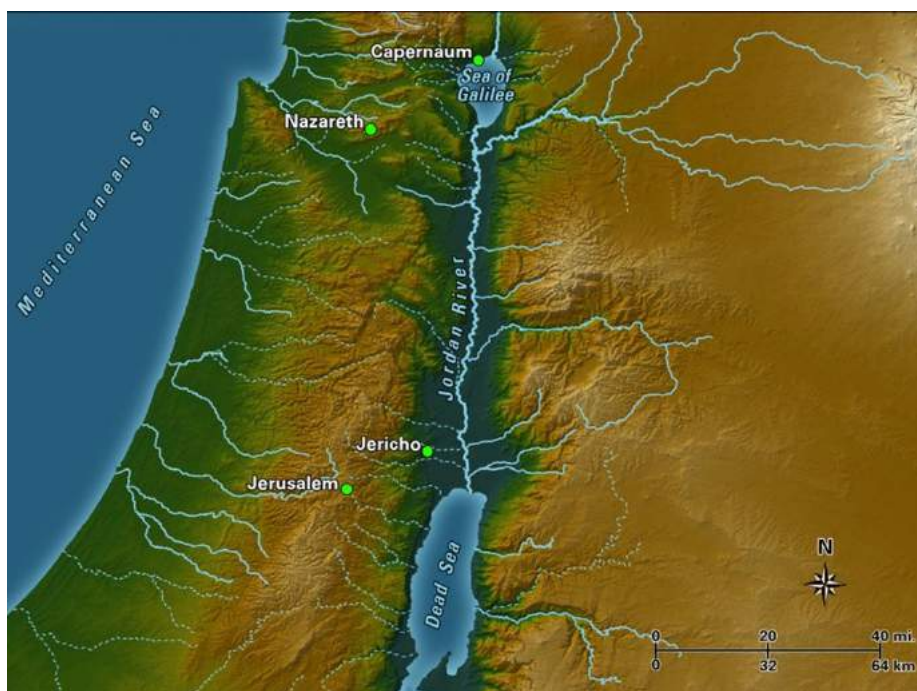 Capernaum
Sea of
Galilee
Nazareth
Mediterranean Sea
Jordan River
Jericho
Jerusalem
Dead Sea
N
0 20 40 mi.
0 32 64 km